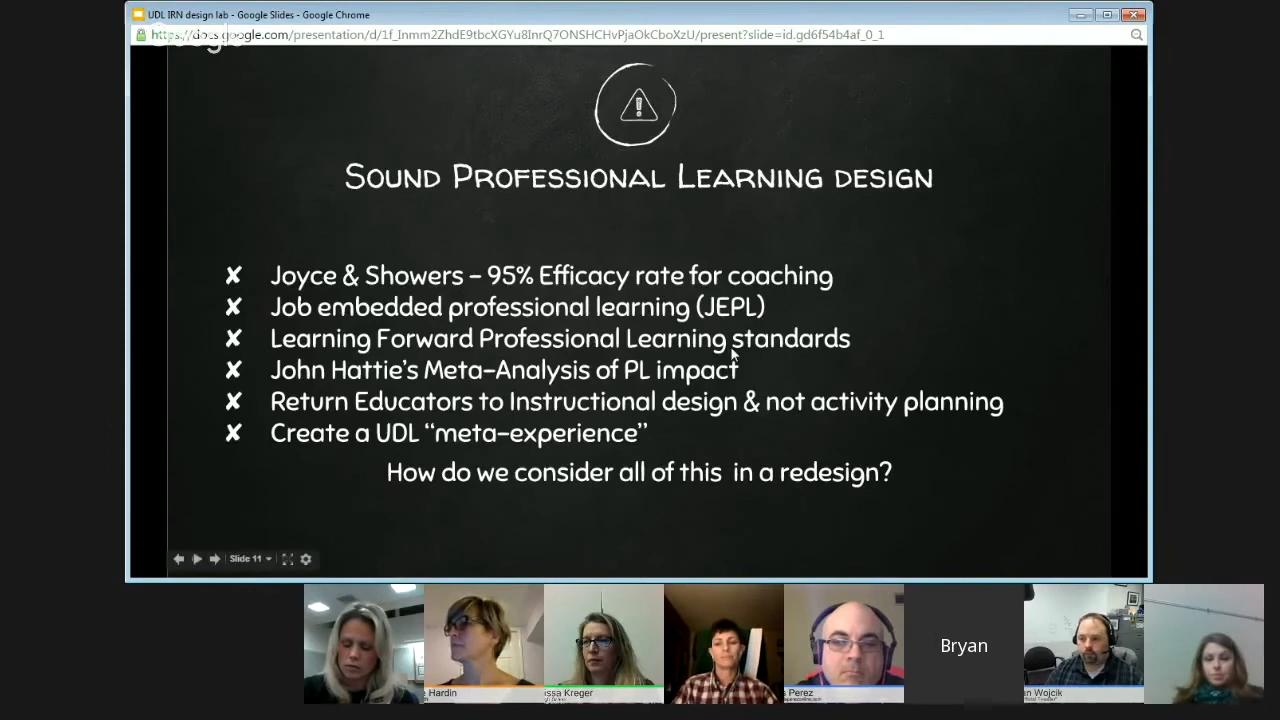 UDL IRN design lab - Google Slides - Google Chrome
Google
SOUND PROFESSIONAL LEARNING DESIGN
✘ Joyce & Showers - 95% Efficacy rate for coaching
✘ Job embedded professional learning (JEPL)
✘ Learning Forward Professional Learning standards
✘ John Hattie's Meta-Analysis of PL impact
✘ Return Educators to Instructional design & not activity planning
✘ Create a UDL “meta-experience”
How do we consider all of this in a redesign?
Slide 11
Bryan
Hardin
ssa Kreger
Perez
n Wojcik